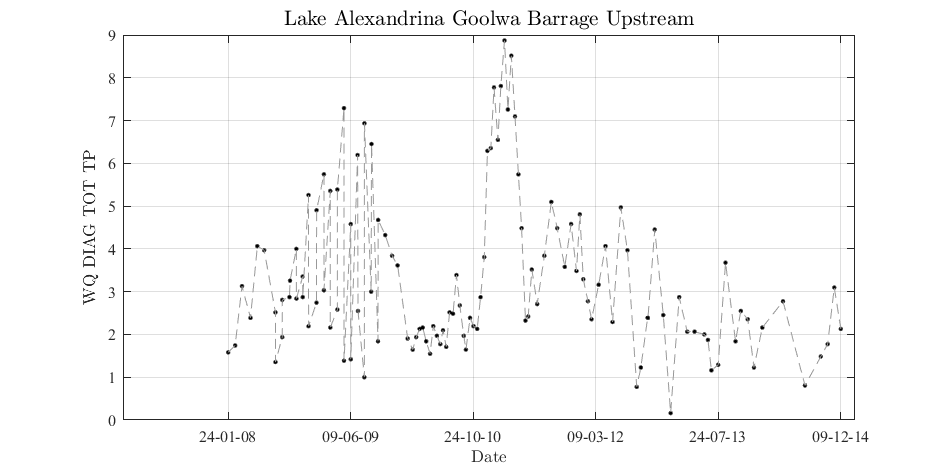 Lake Alexandrina Goolwa Barrage Upstream
WQ DIAG TOT TP
9
8
7
6
5
4
3
2
1
0
24-01-08 09-06-09 24-10-10 09-03-12 24-07-13 09-12-14
Date